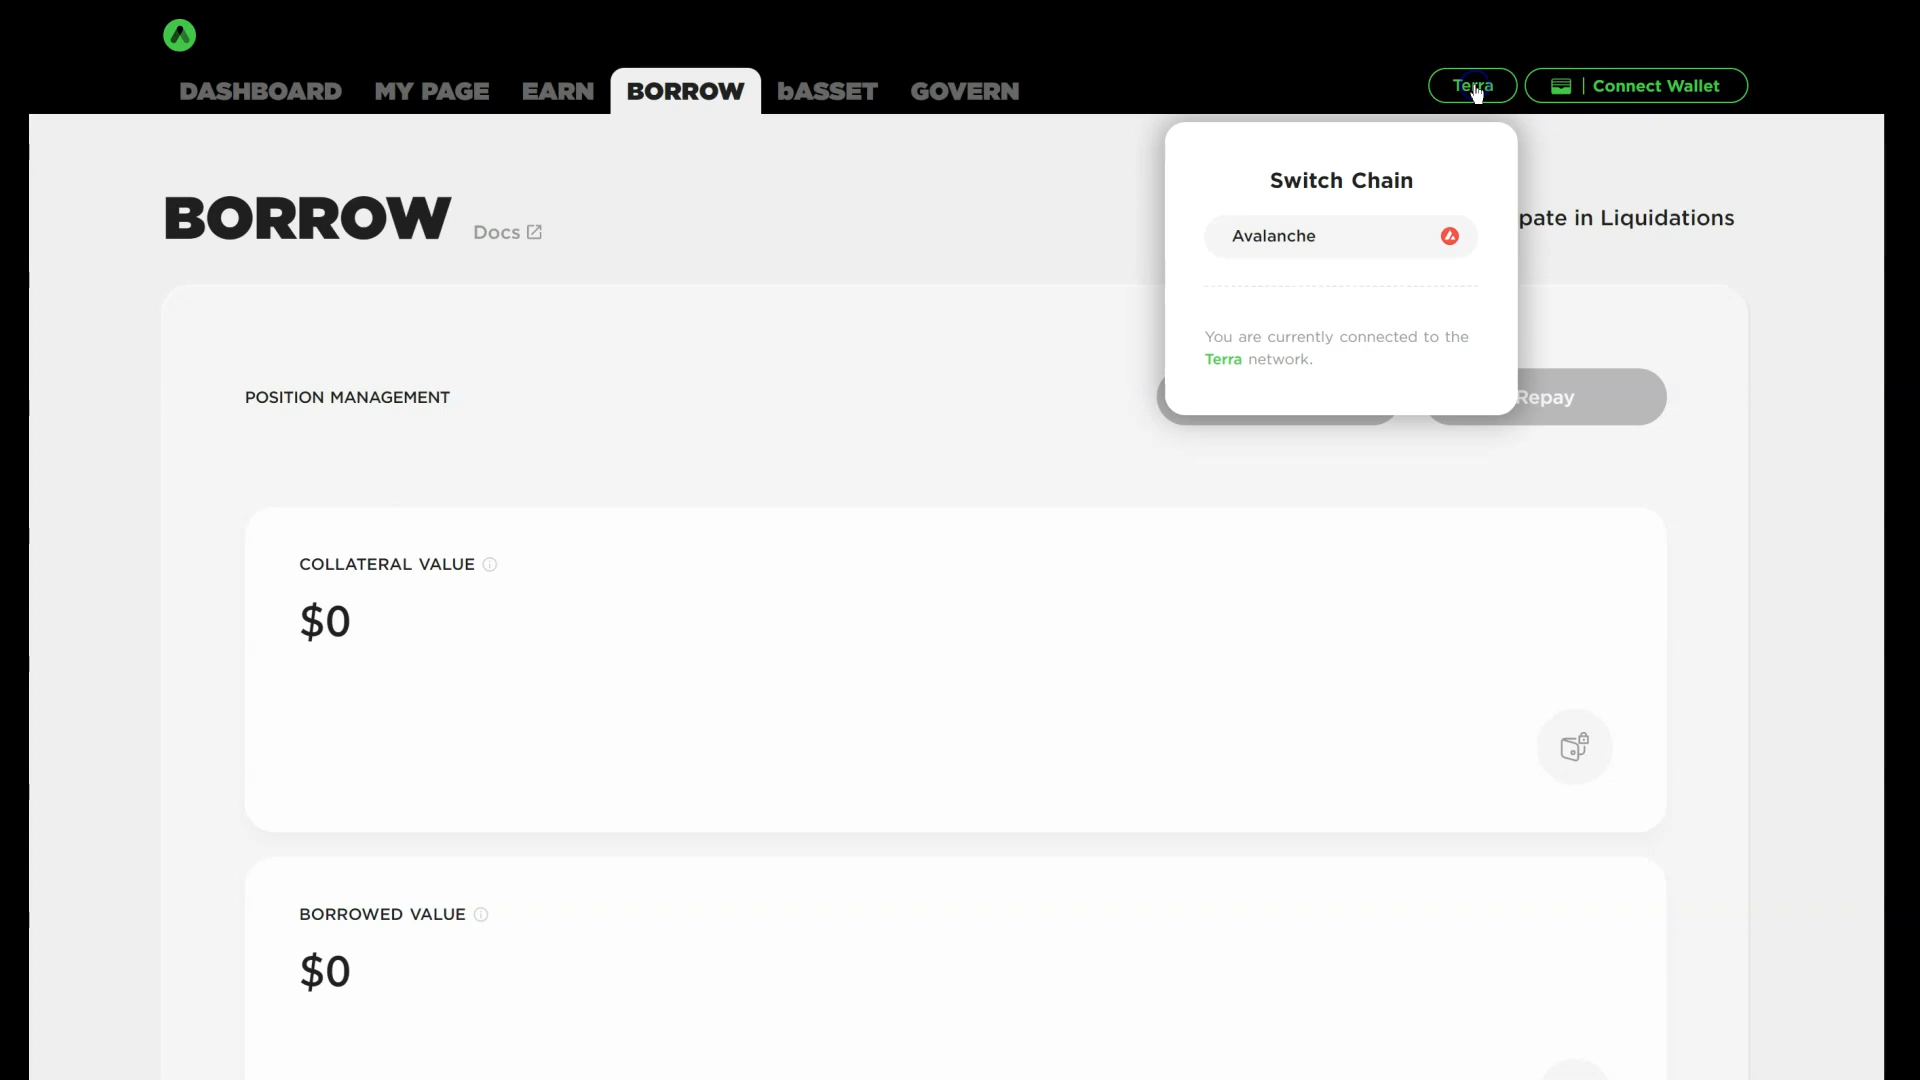 DASHBOARD
MY PAGE
EARN
BORROW
bASSET
GOVERN
Terra
Connect Wallet
BORROW
Docs
Switch Chain
Avalanche
pate in Liquidations
You are currently connected to the
Terra network.
POSITION MANAGEMENT
Repay
COLLATERAL VALUE
$0
BORROWED VALUE
$0